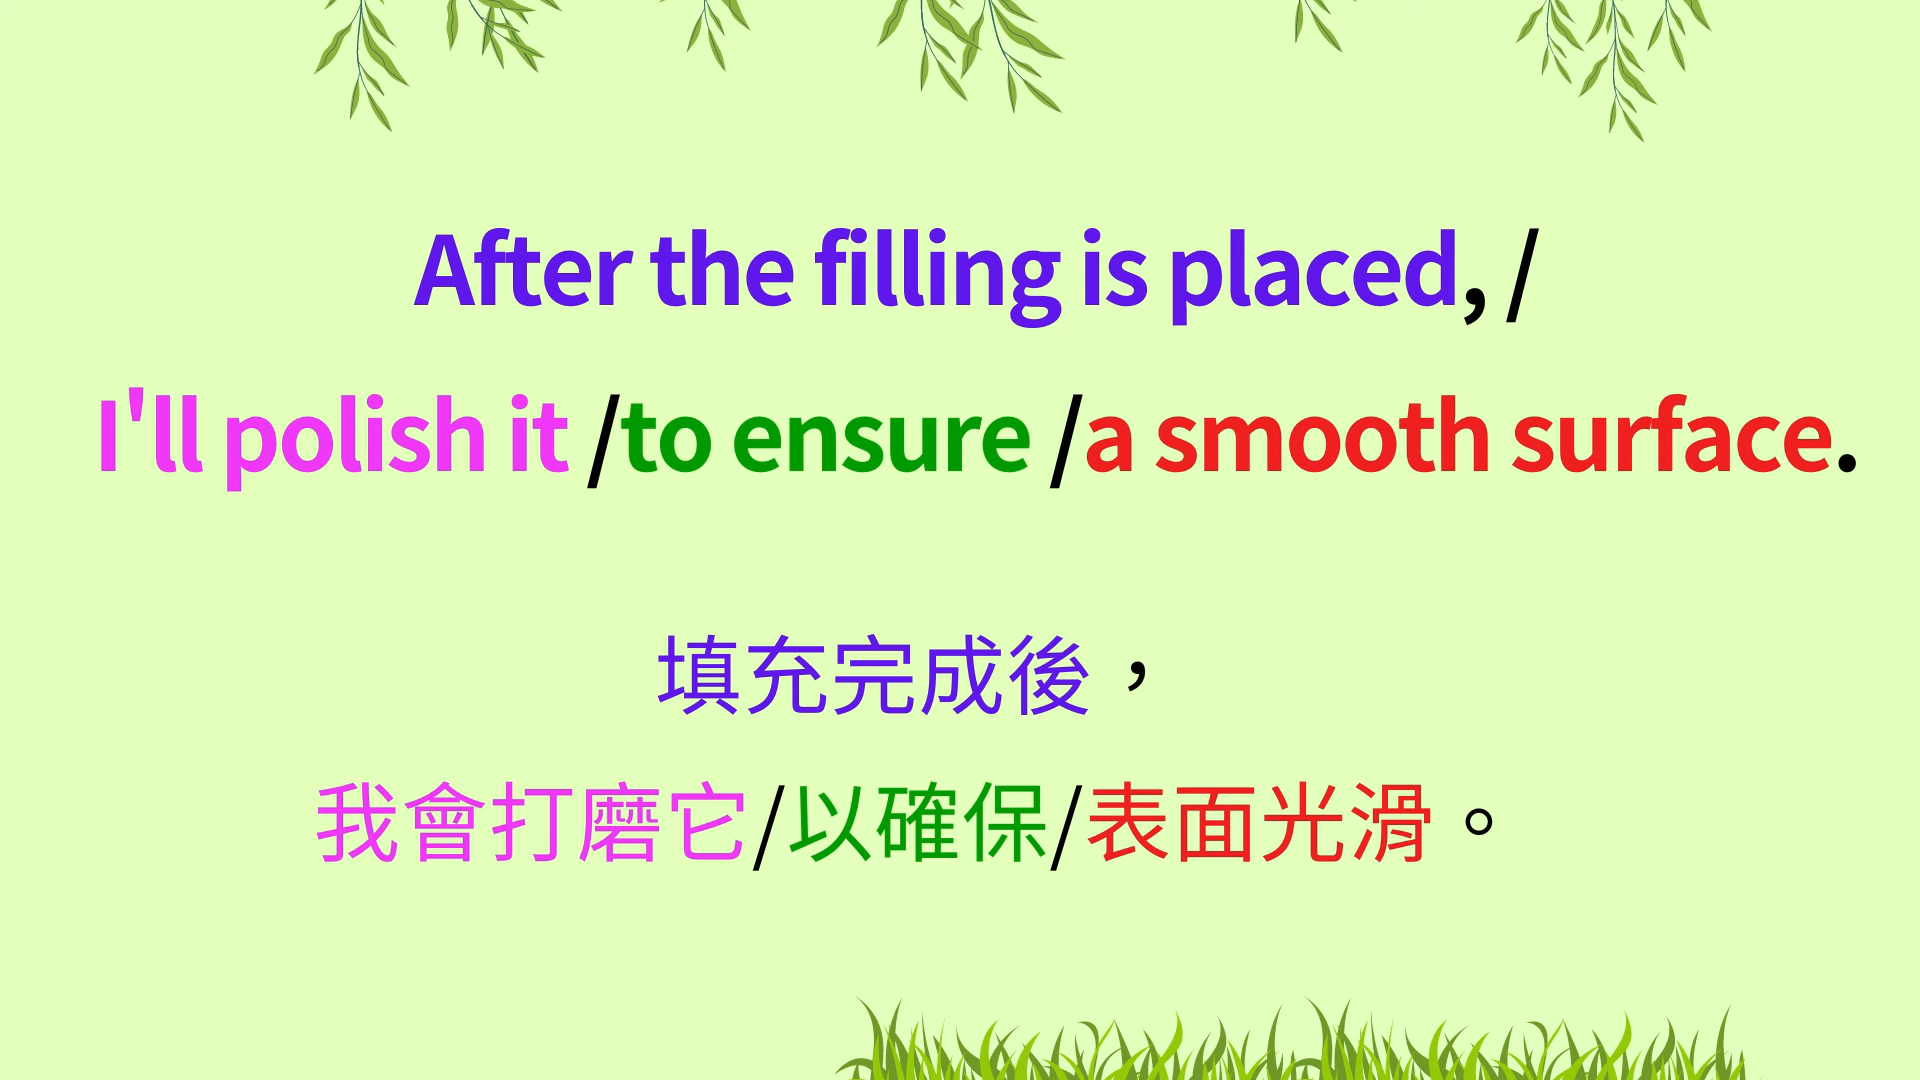 After the filling is placed, /
I'll polish it /to ensure /a smooth surface.
填充完成後，
我會打磨它/以確保/表面光滑。